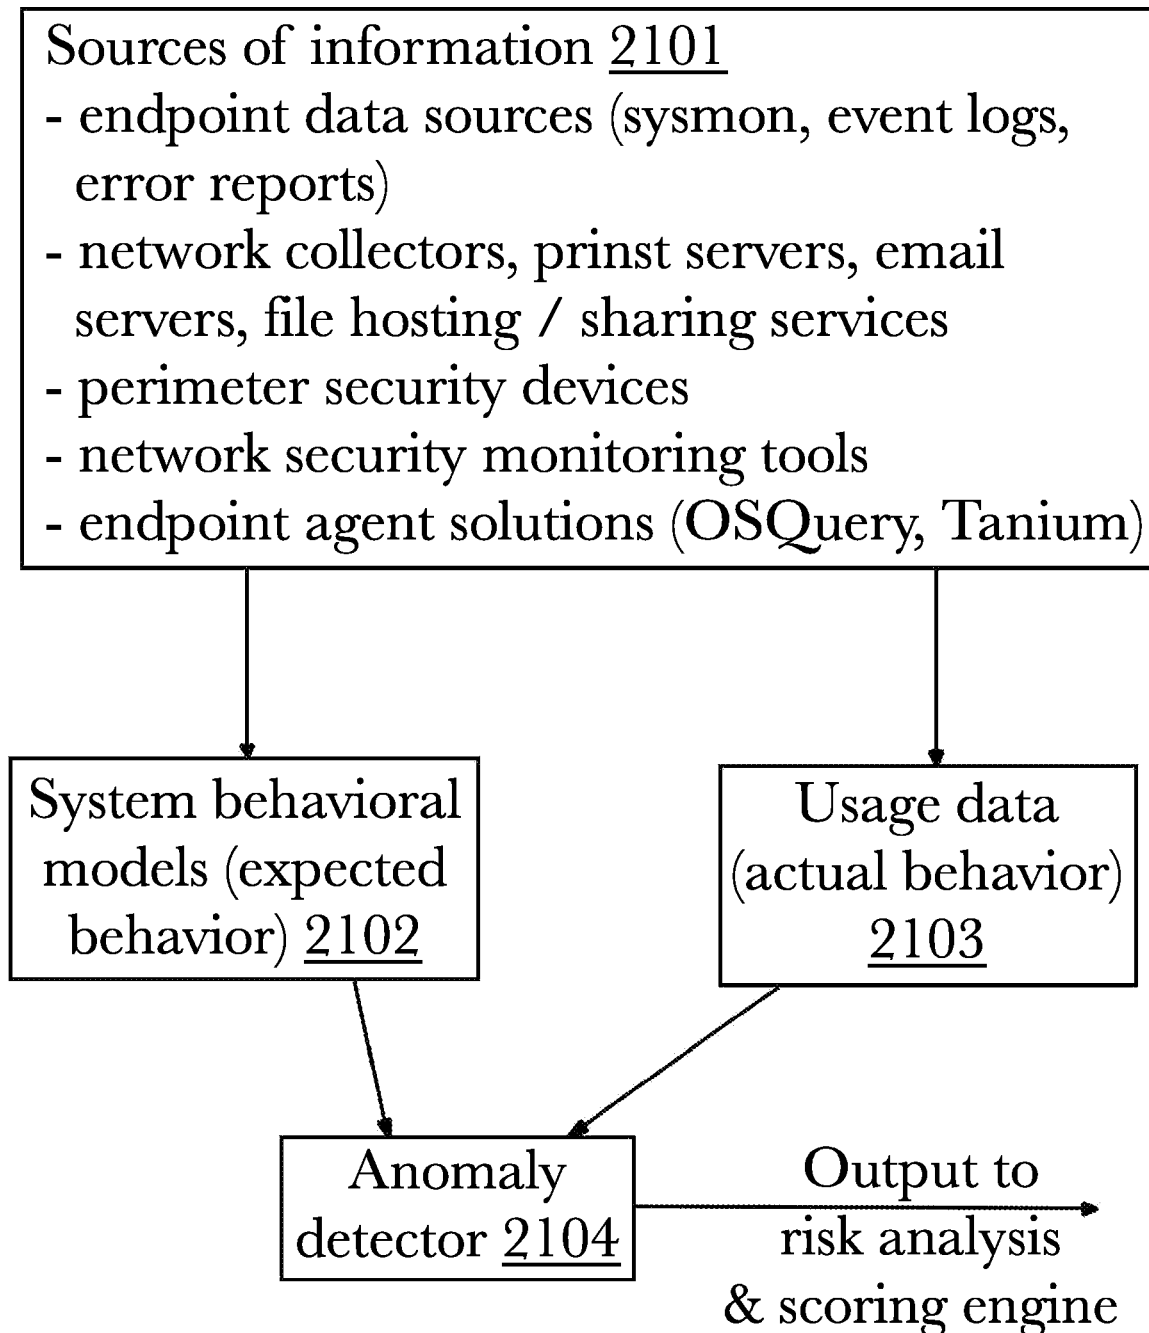 Sources of information 2101
- endpoint data sources (sysmon, event logs,
error reports)
- network collectors, prinst servers, email
servers, file hosting / sharing services
- perimeter security devices
- network security monitoring tools
- endpoint agent solutions (OSQuery, Tanium)
System behavioral
models (expected
behavior) 2102
Usage data
(actual behavior)
2103
Anomaly
detector 2104
Output to
risk analysis
& scoring engine